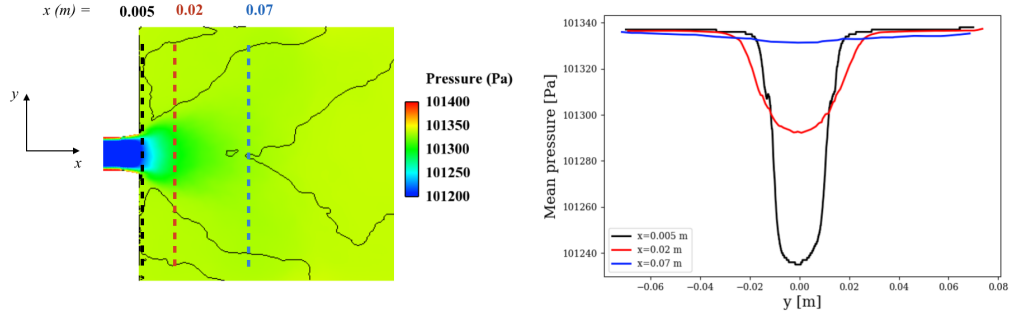 x (m) = 0.005 0.02 0.07
y
x
Pressure (Pa)
101400
101350
101300
101250
101200
Mean pressure [Pa]
101340
101320
101300
101280
101260
101240
x=0.005 m
x=0.02 m
x=0.07 m
−0.06 −0.04 −0.02 0.00 0.02 0.04 0.06 0.08
y [m]